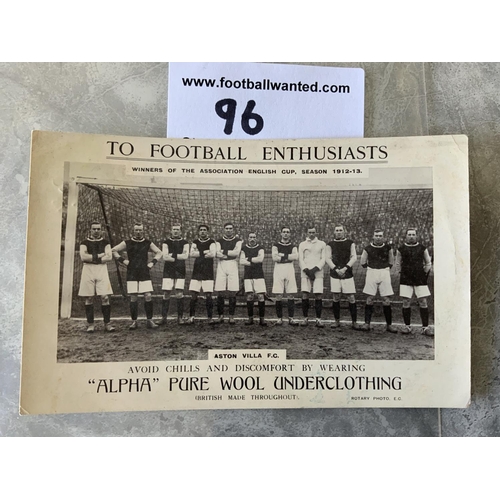 www.footballwanted.com
96
TO FOOTBALL ENTHUSIASTS
WINNERS OF THE ASSOCIATION ENGLISH CUP, SEASON 1912-13.
ASTON VILLA F.C.
AVOID CHILLS AND DISCOMFORT BY WEARING
"ALPHA" PURE WOOL UNDERCLOTHING
(BRITISH MADE THROUGHOUT)
ROTARY PHOTO, E.C.